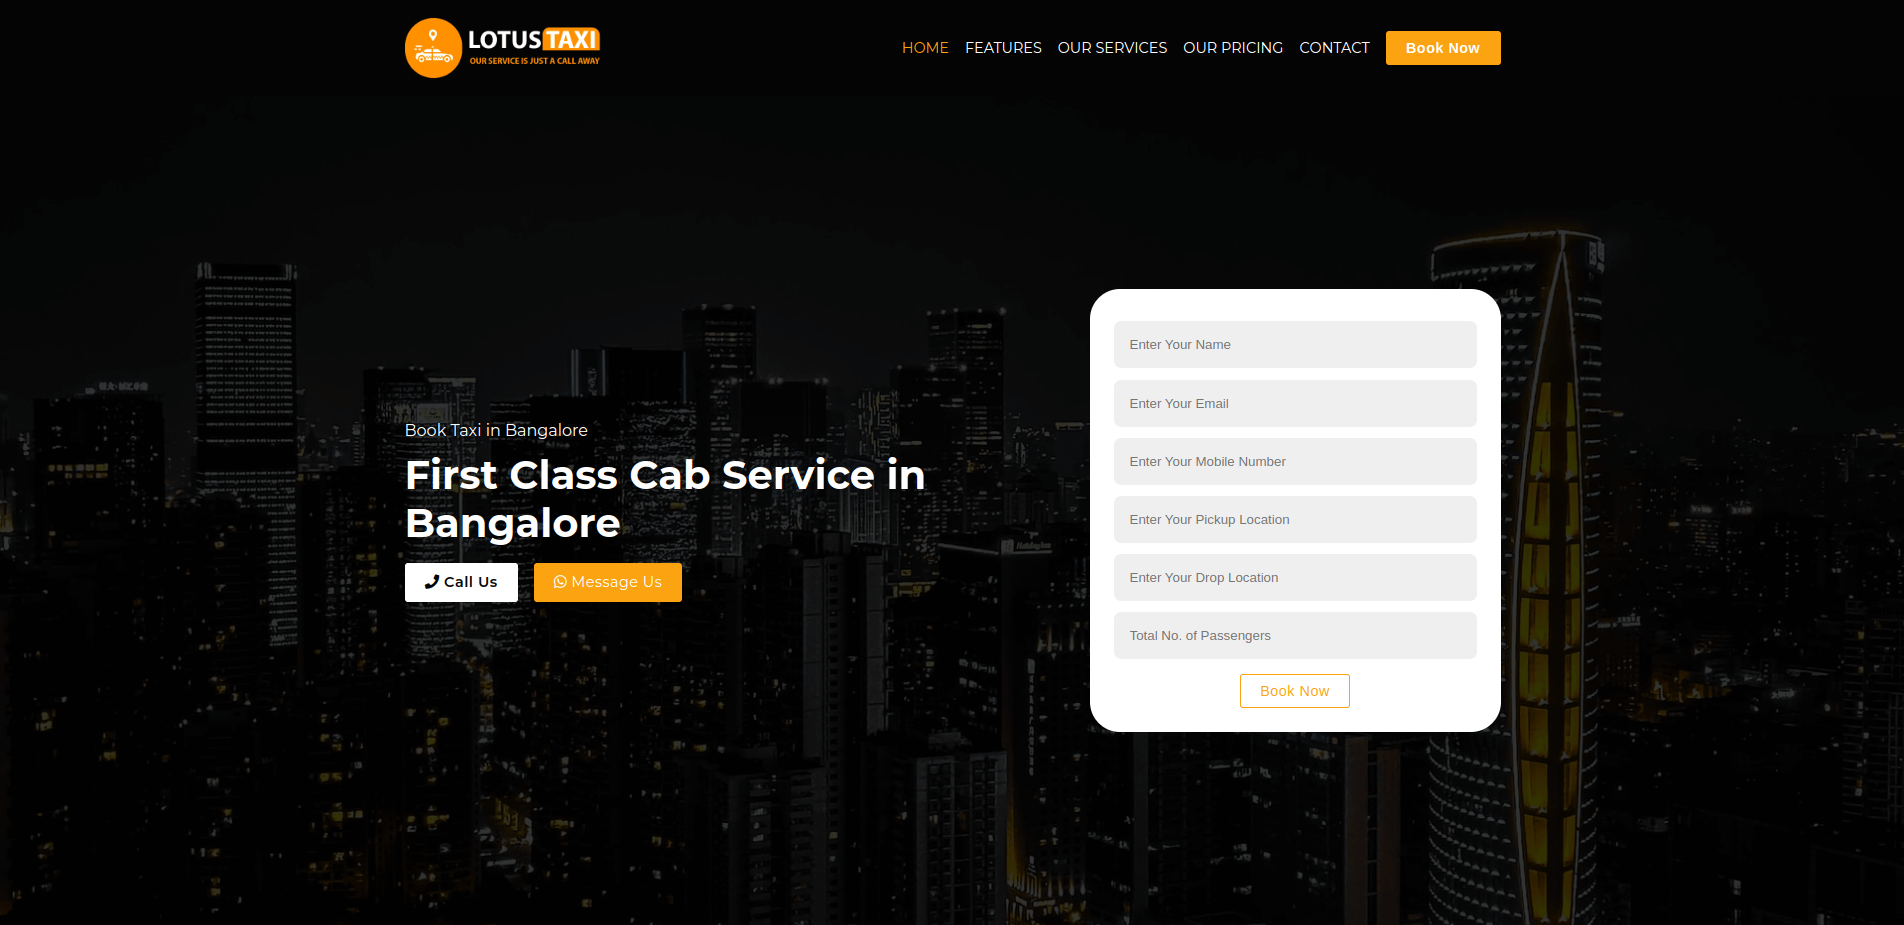 LOTUS TAXI
OUR SERVICE IS JUST A CALL AWAY
HOME FEATURES OUR SERVICES OUR PRICING CONTACT Book Now
Book Taxi in Bangalore
First Class Cab Service in
Bangalore
Call Us Message Us
Enter Your Name
Enter Your Email
Enter Your Mobile Number
Enter Your Pickup Location
Enter Your Drop Location
Total No. of Passengers
Book Now
Holiday Inn